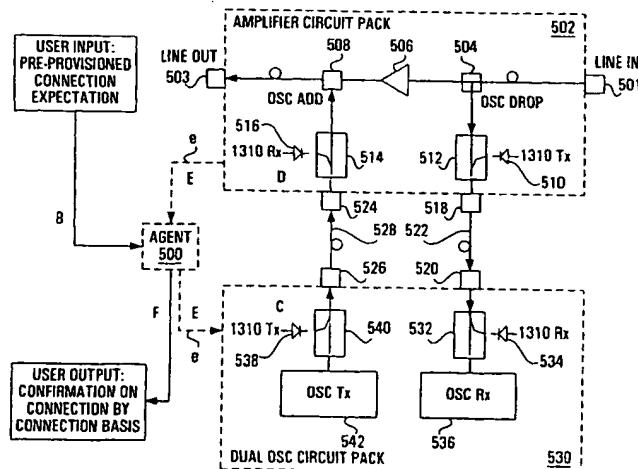 AMPLIFIER CIRCUIT PACK
502
USER INPUT:
PRE-PROVISIONED
CONNECTION
EXPECTATION
LINE OUT
503
508
506
504
LINE IN
501
OSC ADD
OSC DROP
516
1310 Rx
514
512
1310 Tx
510
e
E
D
524
518
B
528
522
AGENT
500
526
520
F
E
e
C
1310 Tx
538
540
532
1310 Rx
534
USER OUTPUT:
CONFIRMATION ON
CONNECTION BY
CONNECTION BASIS
OSC Tx
542
OSC Rx
536
DUAL OSC CIRCUIT PACK
530